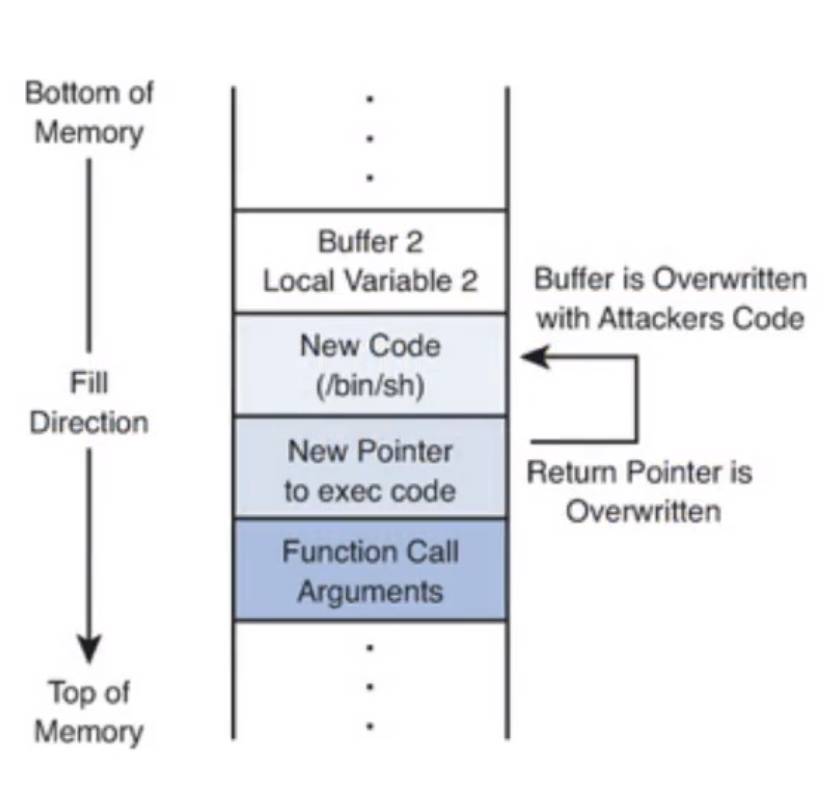 Bottom of
Memory
Buffer 2
Local Variable 2
Buffer is Overwritten
with Attackers Code
New Code
(/bin/sh)
Fill
Direction
New Pointer
to exec code
Return Pointer is
Overwritten
Function Call
Arguments
Top of
Memory